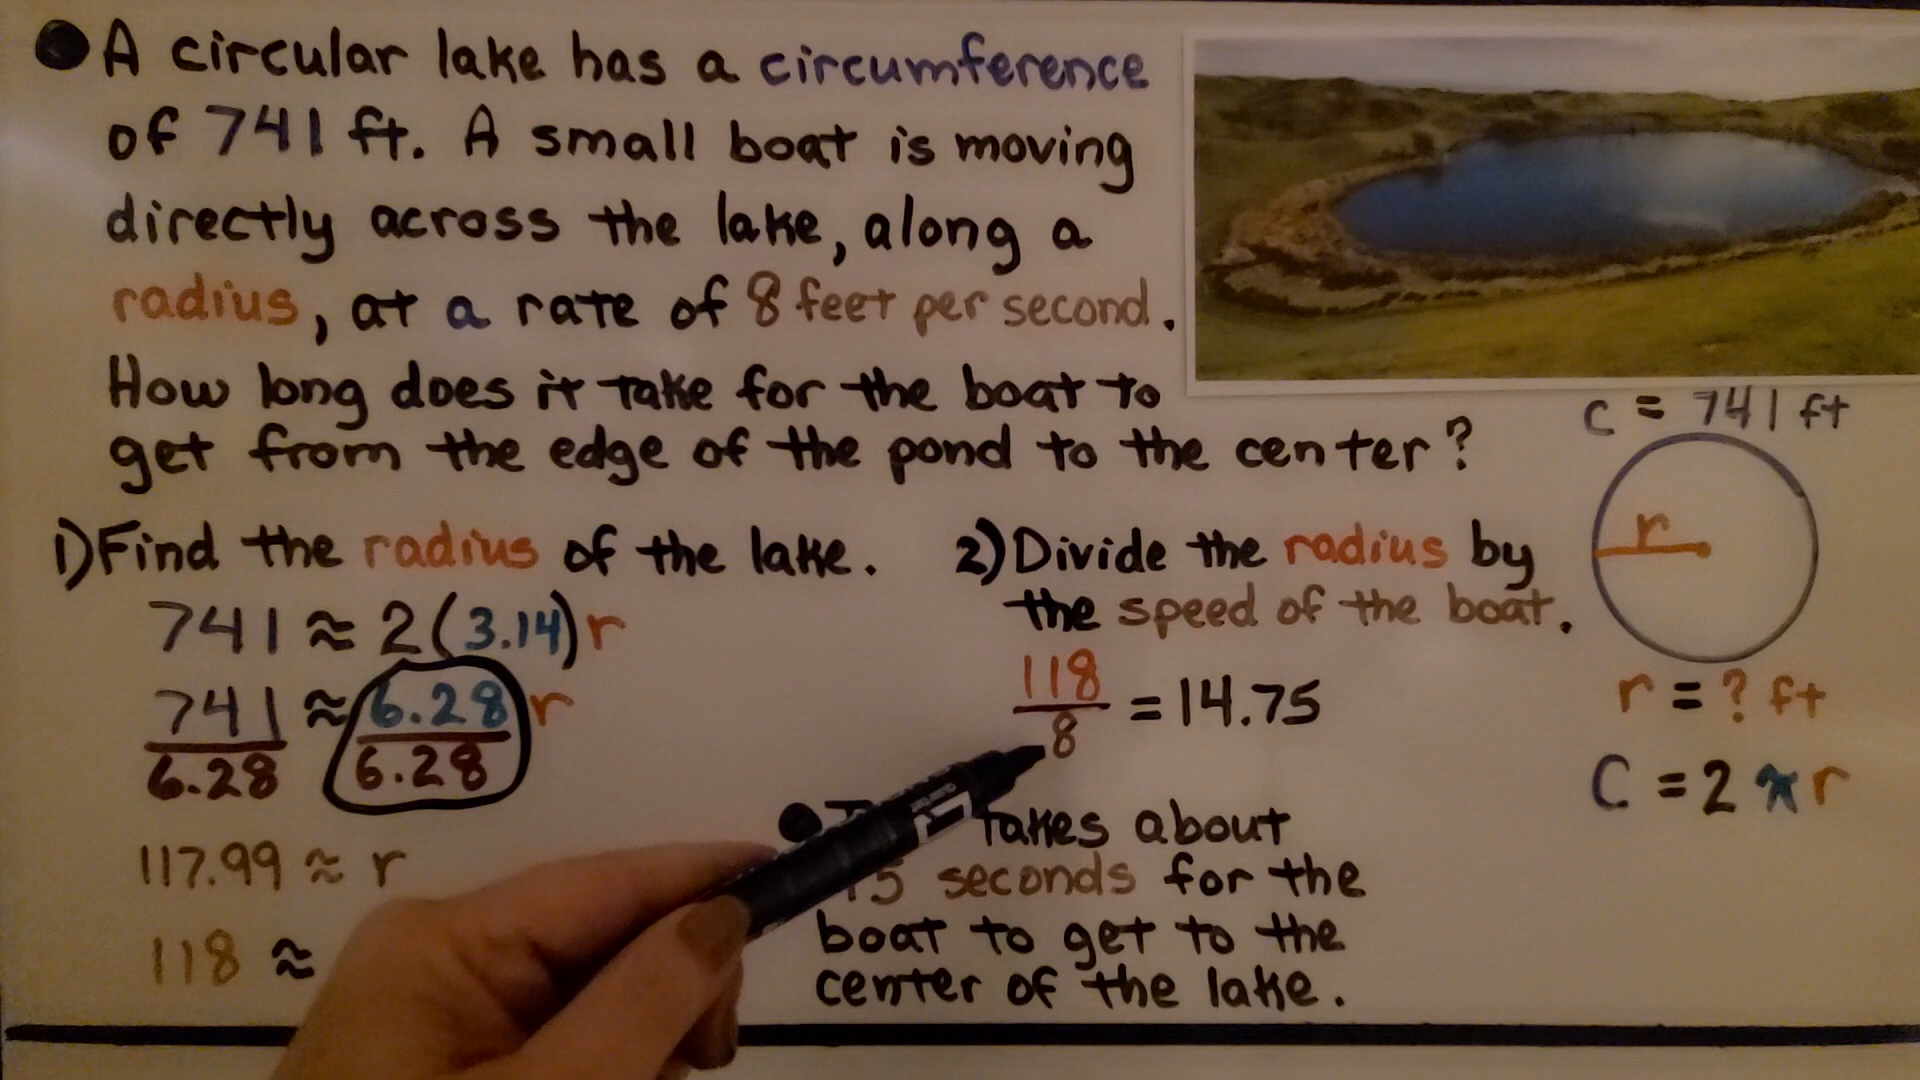 A circular lake has a circumference
of 741 ft. A small boat is moving
directly across the lake, along a
radius, at a rate of 8 feet per second.
How long does it take for the boat to
get from the edge of the pond to the center?
C = 741 ft
r
r = ? ft
C = 2 π r
1) Find the radius of the lake.
741 ≈ 2(3.14)r
741 ≈ 6.28 r
6.28 6.28
117.99 ≈ r
118 ≈
2) Divide the radius by
the speed of the boat.
118
8
= 14.75
takes about
seconds for the
boat to get to the
center of the lake.